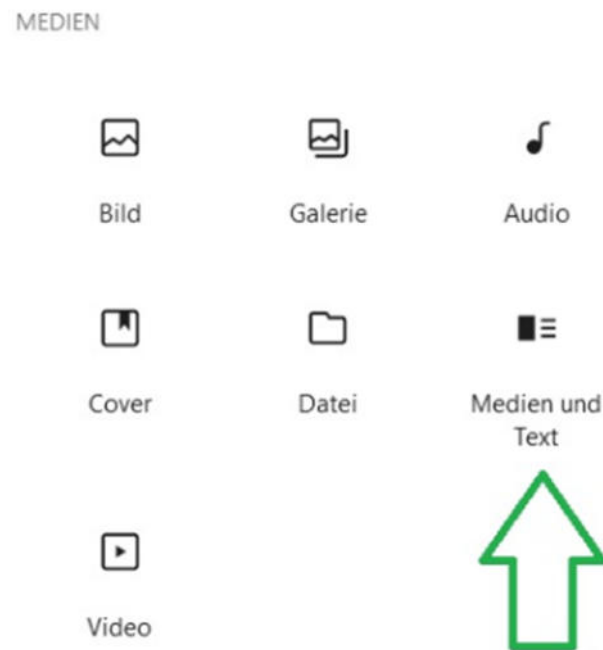 MEDIEN
Bild
Galerie
Audio
Cover
Datei
Medien und
Text
Video